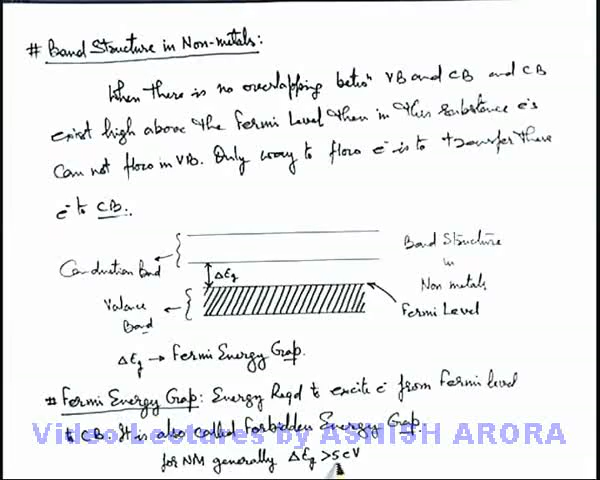 # Band Structure in Non-metals:
When there is no overlapping betⁿ VB and CB and CB
exist high above the Fermi Level then in this substance e⁻s
can not flow in VB. Only way to flow e⁻ is to transfer there
e⁻ to CB.
Conduction Band
ΔEg
Band Structure
in
Non metals
Valance
Band
Fermi Level
ΔEg → Fermi Energy Gap.
# Fermi Energy Gap: Energy Reqd to excite e⁻ from Fermi level
to CB. It is also called Forbidden Energy Gap.
Video Lectures by ASHISH ARORA
for NM generally ΔEg >5eV